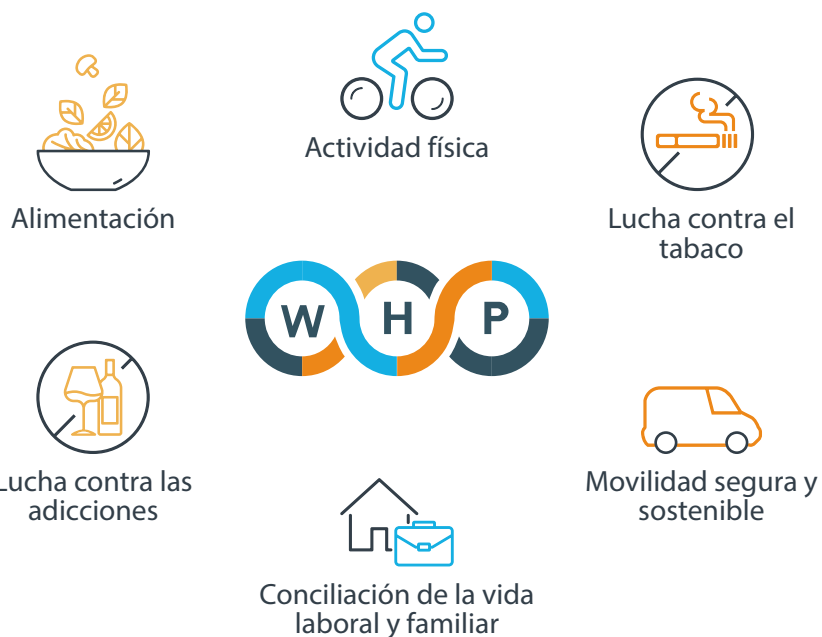 Actividad física
Alimentación
Lucha contra el
tabaco
W H P
Lucha contra las
adicciones
Movilidad segura y
sostenible
Conciliación de la vida
laboral y familiar